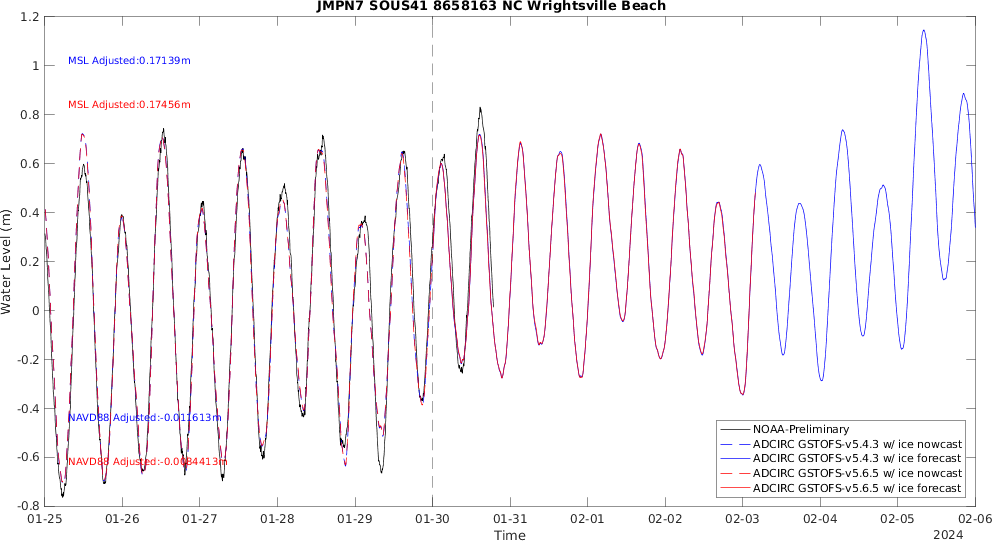 JMPN7 SOUS41 8658163 NC Wrightsville Beach
1.2
1
0.8
0.6
0.4
0.2
0
-0.2
-0.4
-0.6
-0.8
Water Level (m)
MSL Adjusted:0.17139m
MSL Adjusted:0.17456m
NAVD88 Adjusted:-0.011613m
NAVD88 Adjusted:-0.0084413m
NOAA-Preliminary
ADCIRC GSTOFS-v5.4.3 w/ ice nowcast
ADCIRC GSTOFS-v5.4.3 w/ ice forecast
ADCIRC GSTOFS-v5.6.5 w/ ice nowcast
ADCIRC GSTOFS-v5.6.5 w/ ice forecast
01-25 01-26 01-27 01-28 01-29 01-30 01-31 02-01 02-02 02-03 02-04 02-05 02-06
Time
2024